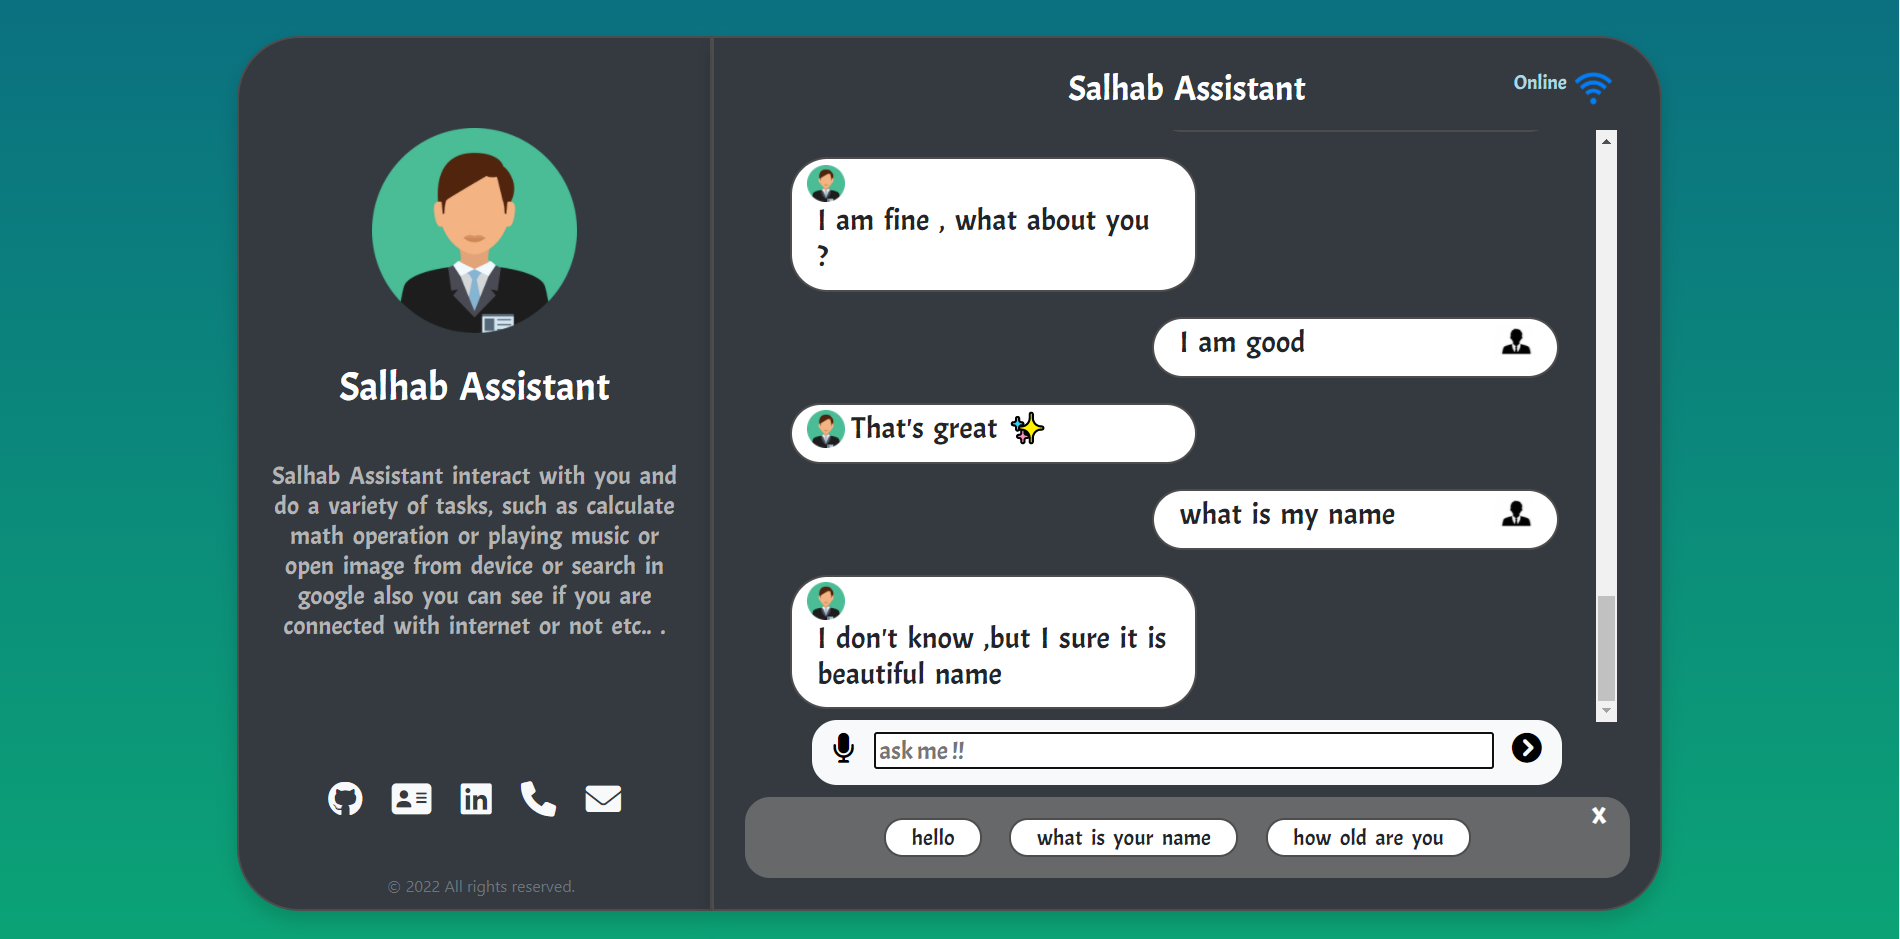 Salhab Assistant
Salhab Assistant interact with you and
do a variety of tasks, such as calculate
math operation or playing music or
open image from device or search in
google also you can see if you are
connected with internet or not etc.. .
© 2022 All rights reserved.
Salhab Assistant
Online
I am fine , what about you
?
I am good
That's great ✨
what is my name
I don't know ,but I sure it is
beautiful name
ask me !!
x
hello
what is your name
how old are you